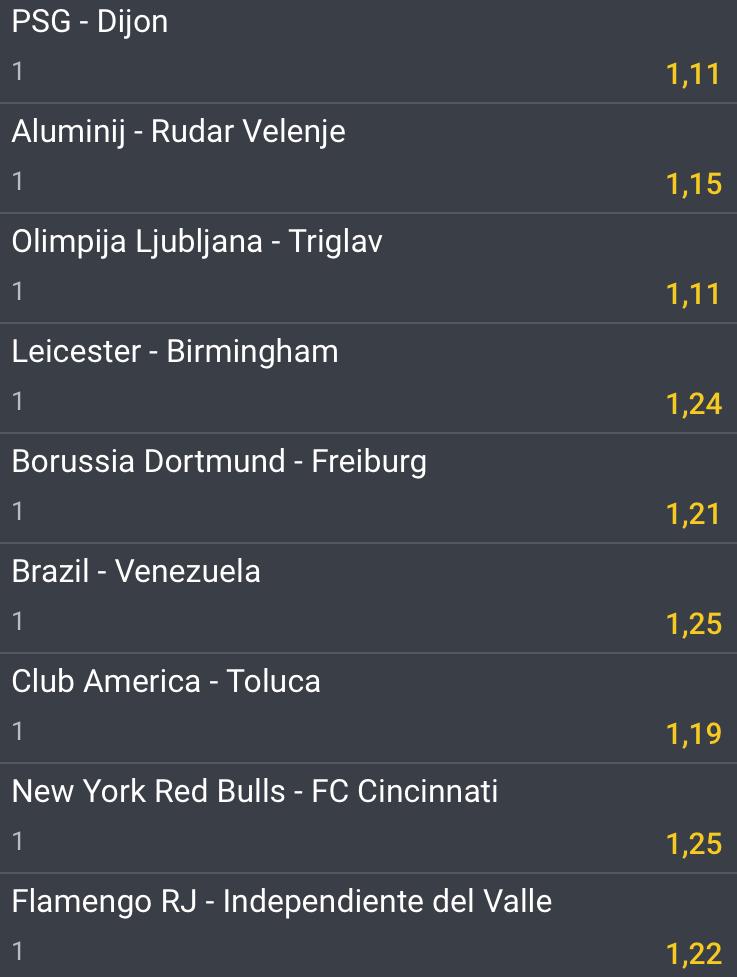 PSG - Dijon
1
1,11
Aluminij - Rudar Velenje
1
1,15
Olimpija Ljubljana - Triglav
1
1,11
Leicester - Birmingham
1
1,24
Borussia Dortmund - Freiburg
1
1,21
Brazil - Venezuela
1
1,25
Club America - Toluca
1
1,19
New York Red Bulls - FC Cincinnati
1
1,25
Flamengo RJ - Independiente del Valle
1
1,22